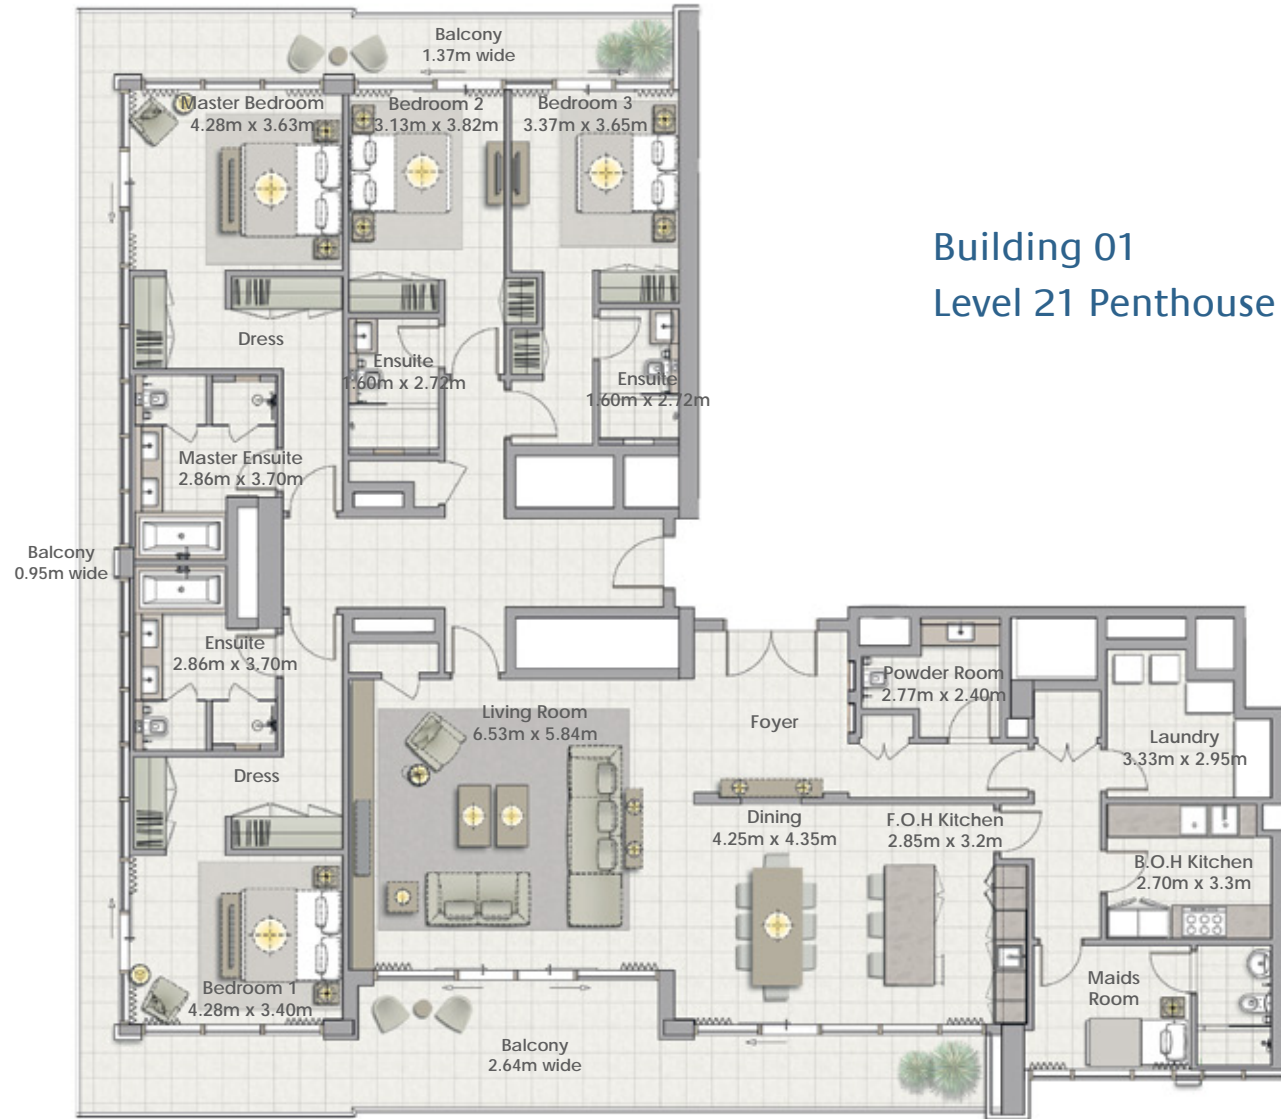 Balcony
1.37m wide
Master Bedroom
4.28m x 3.63m
Bedroom 2
3.13m x 3.82m
Bedroom 3
3.37m x 3.65m
Building 01
Level 21 Penthouse
Dress
Ensuite
1.60m x 2.72m
Ensuite
1.60m x 2.72m
Master Ensuite
2.86m x 3.70m
Balcony
0.95m wide
Ensuite
2.86m x 3.70m
Powder Room
2.77m x 2.40m
Living Room
6.53m x 5.84m
Foyer
Laundry
3.33m x 2.95m
Dress
Dining
4.25m x 4.35m
F.O.H Kitchen
2.85m x 3.2m
B.O.H Kitchen
2.70m x 3.3m
Bedroom 1
4.28m x 3.40m
Maids
Room
Balcony
2.64m wide